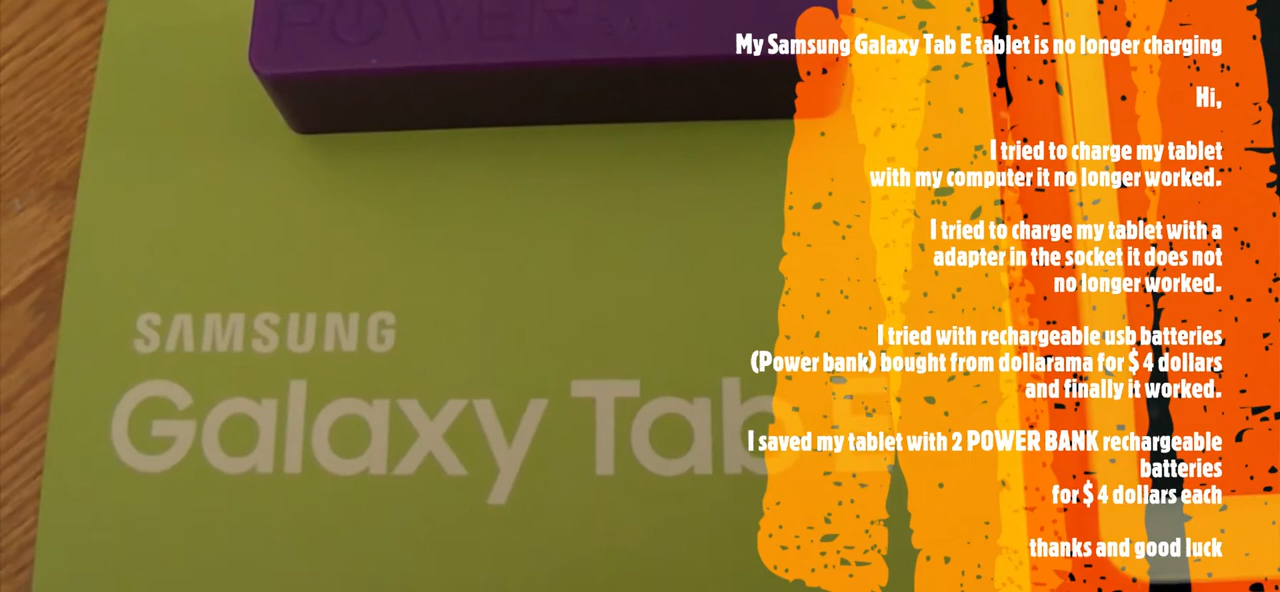 POWER
My Samsung Galaxy Tab E tablet is no longer charging
Hi,
I tried to charge my tablet
with my computer it no longer worked.
I tried to charge my tablet with a
adapter in the socket it does not
no longer worked.
I tried with rechargeable usb batteries
(Power bank) bought from dollarama for $ 4 dollars
and finally it worked.
I saved my tablet with 2 POWER BANK rechargeable
batteries
for $ 4 dollars each
thanks and good luck
SAMSUNG
Galaxy Tab E